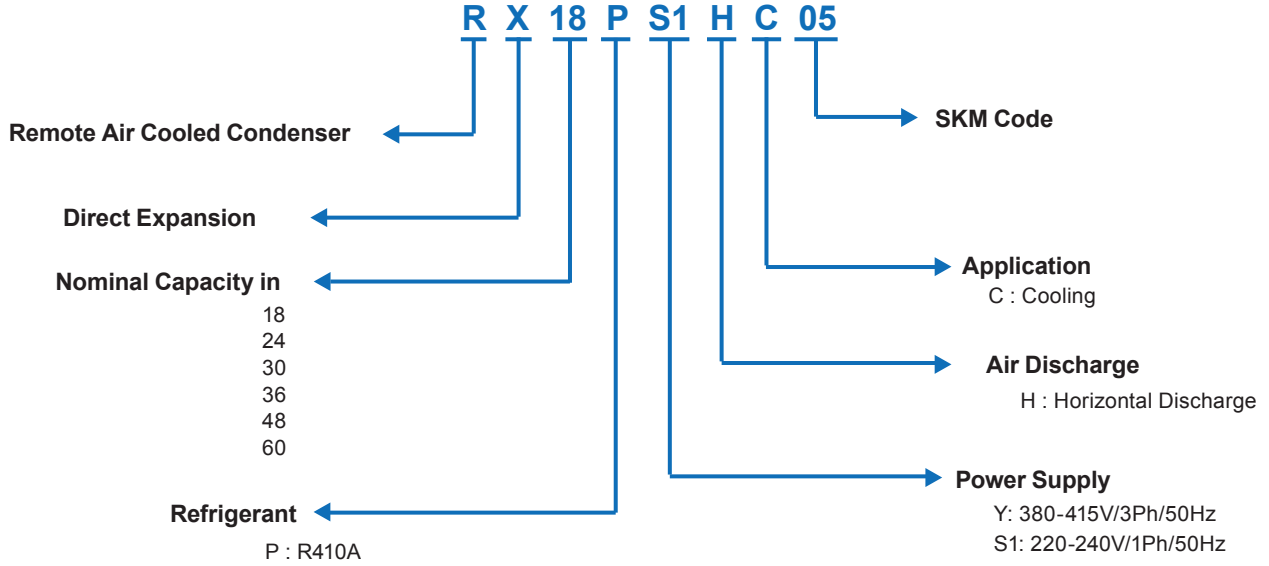 R X 18 P S1 H C 05
Remote Air Cooled Condenser
SKM Code
Direct Expansion
Nominal Capacity in
18
24
30
36
48
60
Application
C : Cooling
Air Discharge
H : Horizontal Discharge
Refrigerant
P : R410A
Power Supply
Y: 380-415V/3Ph/50Hz
S1: 220-240V/1Ph/50Hz